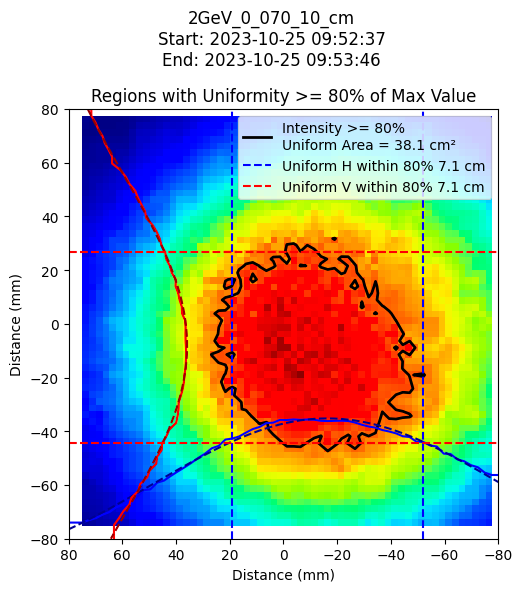 2GeV_0_070_10_cm
Start: 2023-10-25 09:52:37
End: 2023-10-25 09:53:46
Regions with Uniformity >= 80% of Max Value
Intensity >= 80%
Uniform Area = 38.1 cm²
Uniform H within 80% 7.1 cm
Uniform V within 80% 7.1 cm
Distance (mm)
80
60
40
20
0
−20
−40
−60
−80
80 60 40 20 0 −20 −40 −60 −80
Distance (mm)